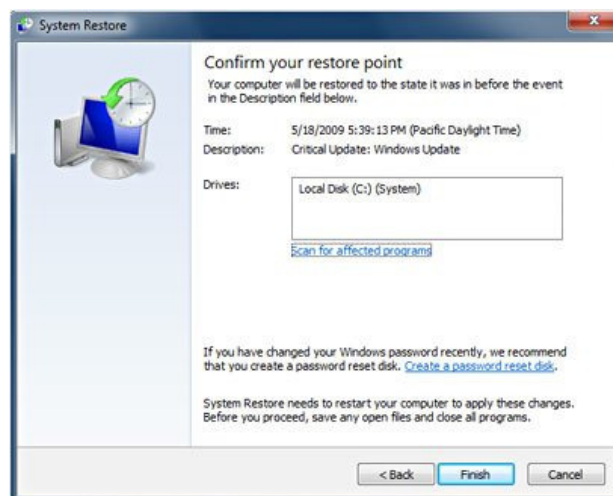 System Restore
Confirm your restore point
Your computer will be restored to the state it was in before the event
in the Description field below.
Time: 5/18/2009 5:39:13 PM (Pacific Daylight Time)
Description: Critical Update: Windows Update
Drives: Local Disk (C:) (System)
Scan for affected programs
If you have changed your Windows password recently, we recommend
that you create a password reset disk. Create a password reset disk.
System Restore needs to restart your computer to apply these changes.
Before you proceed, save any open files and close all programs.
< Back Finish Cancel